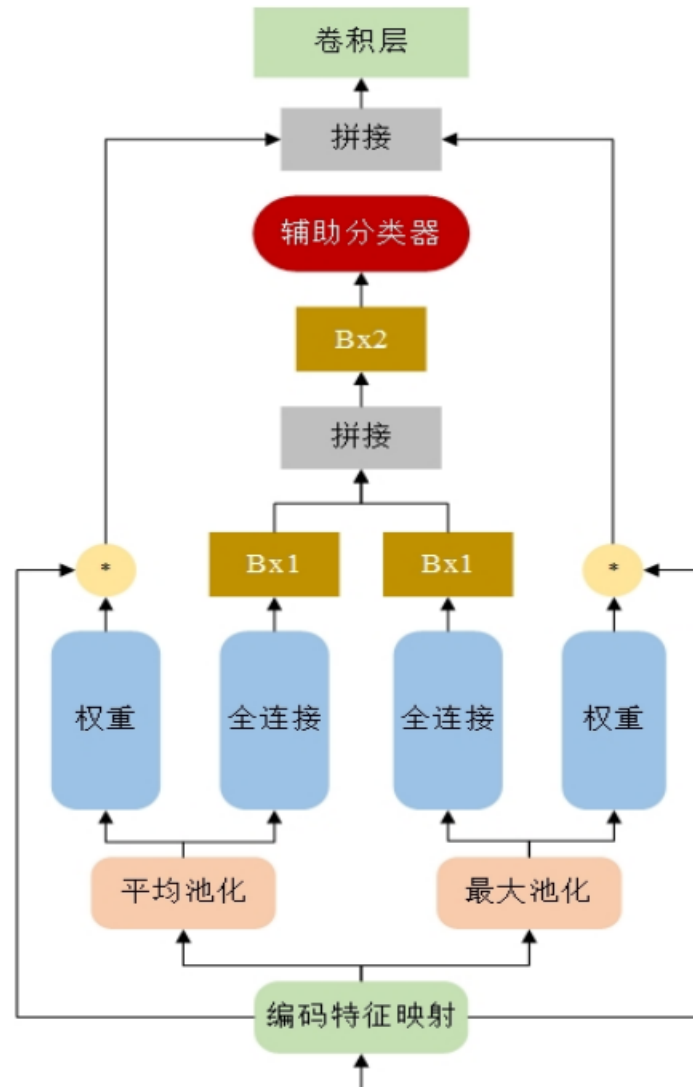 卷积层
拼接
辅助分类器
Bx2
拼接
Bx1 Bx1
* *
权重 全连接 全连接 权重
平均池化 最大池化
编码特征映射